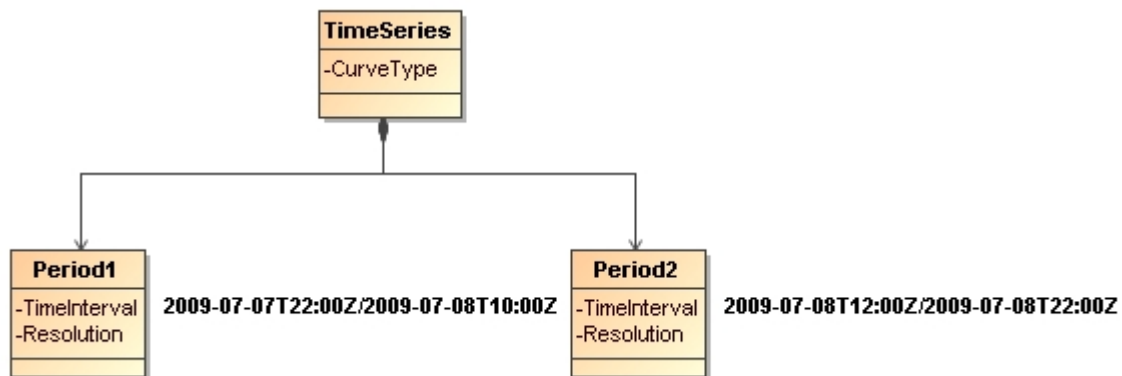 TimeSeries
-CurveType
Period1
-TimeInterval
-Resolution
2009-07-07T22:00Z/2009-07-08T10:00Z
Period2
-TimeInterval
-Resolution
2009-07-08T12:00Z/2009-07-08T22:00Z